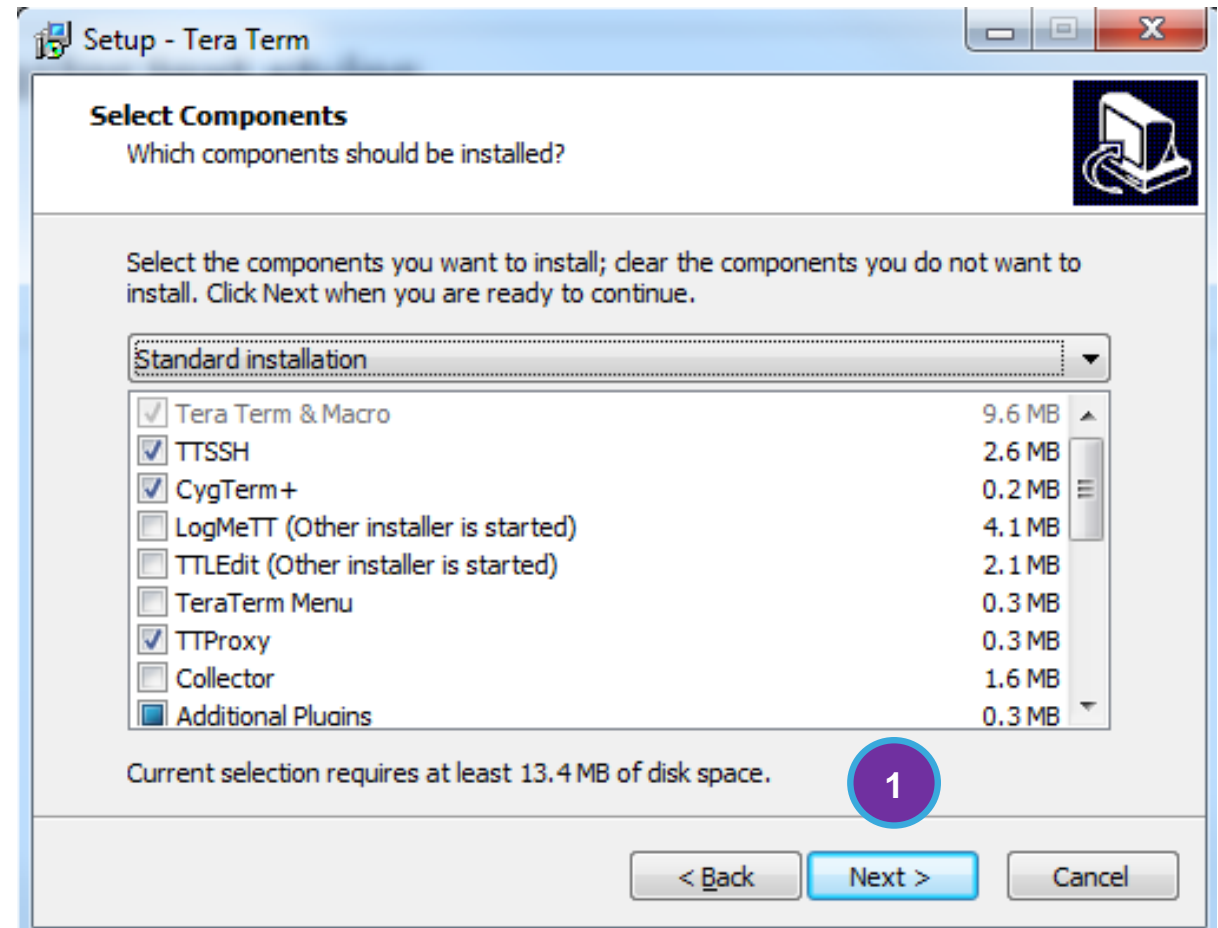 Setup - Tera Term
Select Components
Which components should be installed?
Select the components you want to install; clear the components you do not want to
install. Click Next when you are ready to continue.
Standard installation
Tera Term & Macro 9.6 MB
TTSSH 2.6 MB
CygTerm+ 0.2 MB
LogMeTT (Other installer is started) 4.1 MB
TTLEdit (Other installer is started) 2.1 MB
TeraTerm Menu 0.3 MB
TTProxy 0.3 MB
Collector 1.6 MB
Additional Plugins 0.3 MB
Current selection requires at least 13.4 MB of disk space.
1
< Back Next > Cancel